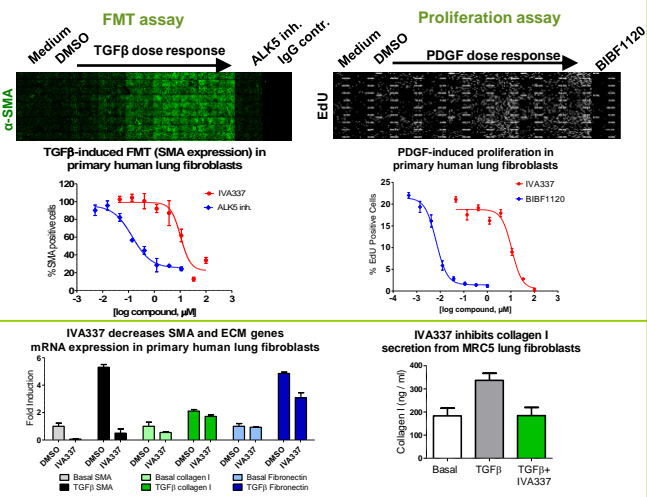 FMT assay
Proliferation assay
Medium
DMSO
TGFβ dose response
ALK5 inh.
IgG contr.
Medium
DMSO
PDGF dose response
BIBF1120
α-SMA
EdU
TGFβ-induced FMT (SMA expression) in
primary human lung fibroblasts
PDGF-induced proliferation in
primary human lung fibroblasts
% SMA positive cells
120
100
80
60
40
20
0
-3 -2 -1 0 1 2 3
[log compound, µM]
IVA337
ALK5 inh.
% EdU Positive Cells
25
20
15
10
5
0
-4 -3 -2 -1 0 1 2 3
[log compound, µM]
IVA337
BIBF1120
IVA337 decreases SMA and ECM genes
mRNA expression in primary human lung fibroblasts
Fold Induction
6
4
2
0
DMSO IVA337 DMSO IVA337 DMSO IVA337 DMSO IVA337 DMSO IVA337 DMSO IVA337
Basal SMA Basal collagen I Basal Fibronectin
TGFβ SMA TGFβ collagen I TGFβ Fibronectin
IVA337 inhibits collagen I
secretion from MRC5 lung fibroblasts
Collagen I (ng / ml)
400
300
200
100
0
Basal TGFβ TGFβ+
IVA337